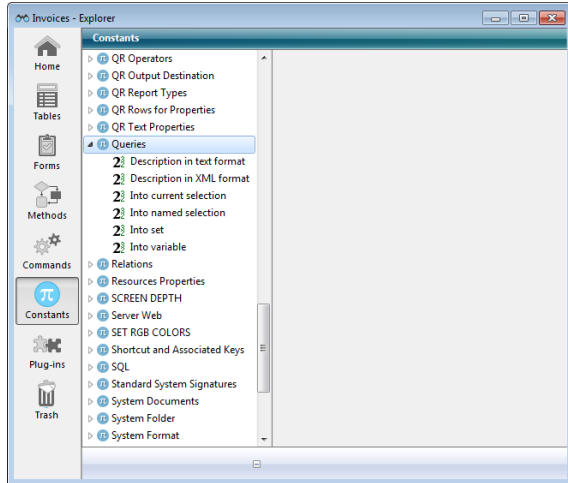 Invoices - Explorer
Constants
Home
Tables
Forms
Methods
Commands
π
Constants
Plug-ins
Trash
π QR Operators
π QR Output Destination
π QR Report Types
π QR Rows for Properties
π QR Text Properties
π Queries
Description in text format
Description in XML format
Into current selection
Into named selection
Into set
Into variable
π Relations
π Resources Properties
π SCREEN DEPTH
π Server Web
π SET RGB COLORS
π Shortcut and Associated Keys
π SQL
π Standard System Signatures
π System Documents
π System Folder
π System Format